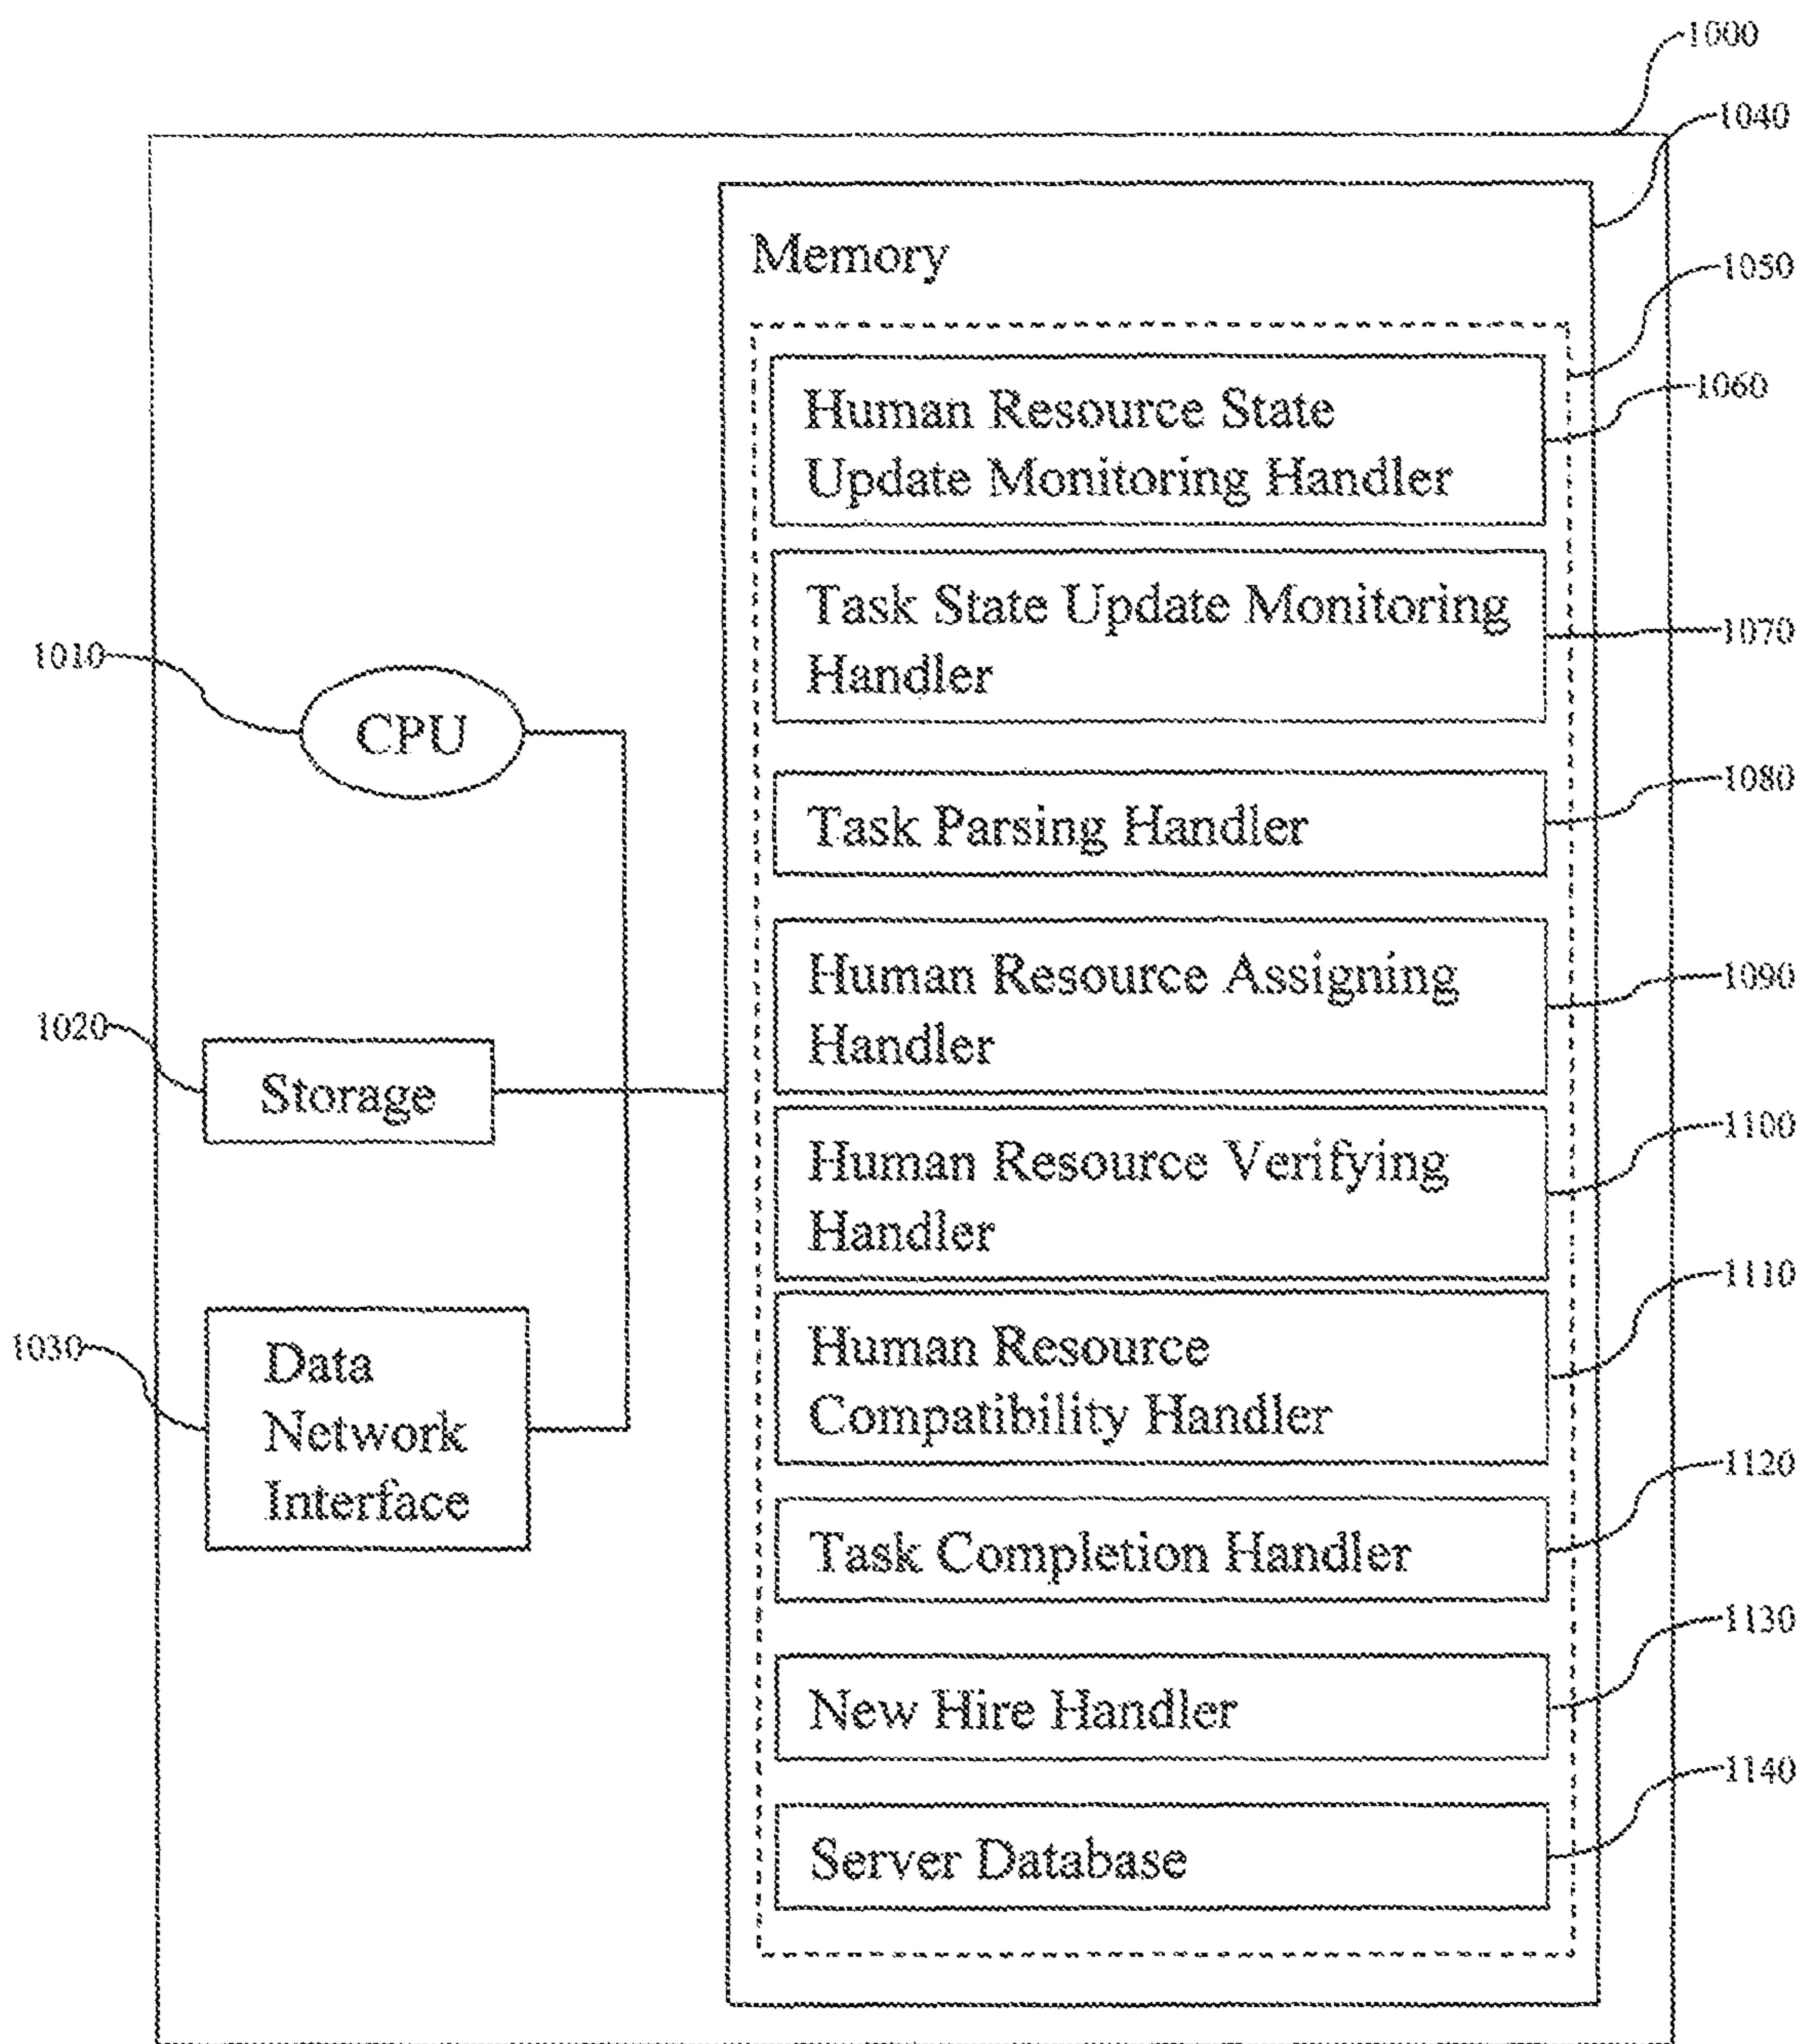 1000
1040
Memory
1050
Human Resource State
Update Monitoring Handler
1060
Task State Update Monitoring
Handler
1070
1010
CPU
Task Parsing Handler
1080
Human Resource Assigning
Handler
1090
1020
Storage
Human Resource Verifying
Handler
1100
1030
Data
Network
Interface
Human Resource
Compatibility Handler
1110
Task Completion Handler
1120
New Hire Handler
1130
Server Database
1140